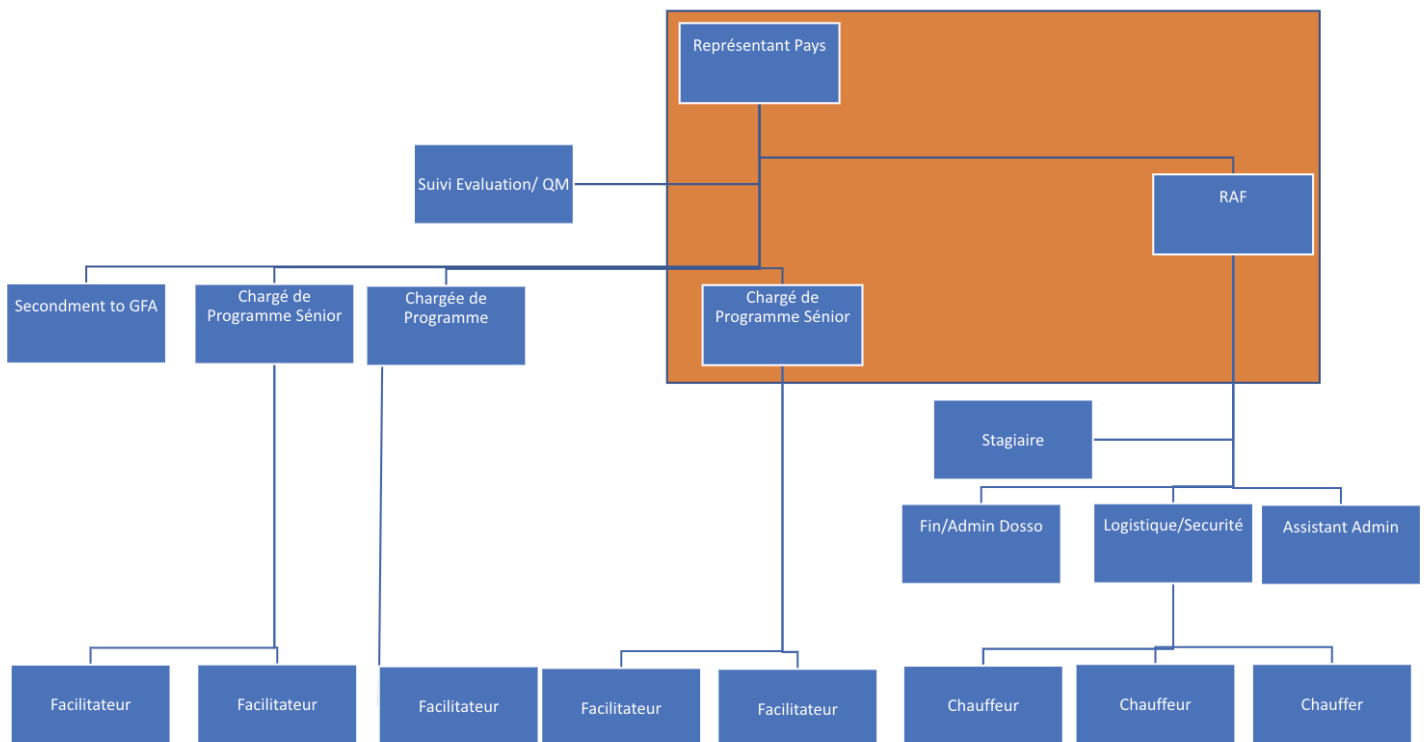 Représentant Pays
Suivi Evaluation/ QM
RAF
Secondment to GFA
Chargé de
Programme Sénior
Chargée de
Programme
Chargé de
Programme Sénior
Stagiaire
Fin/Admin Dosso
Logistique/Securité
Assistant Admin
Facilitateur
Facilitateur
Facilitateur
Facilitateur
Facilitateur
Chauffeur
Chauffeur
Chauffer